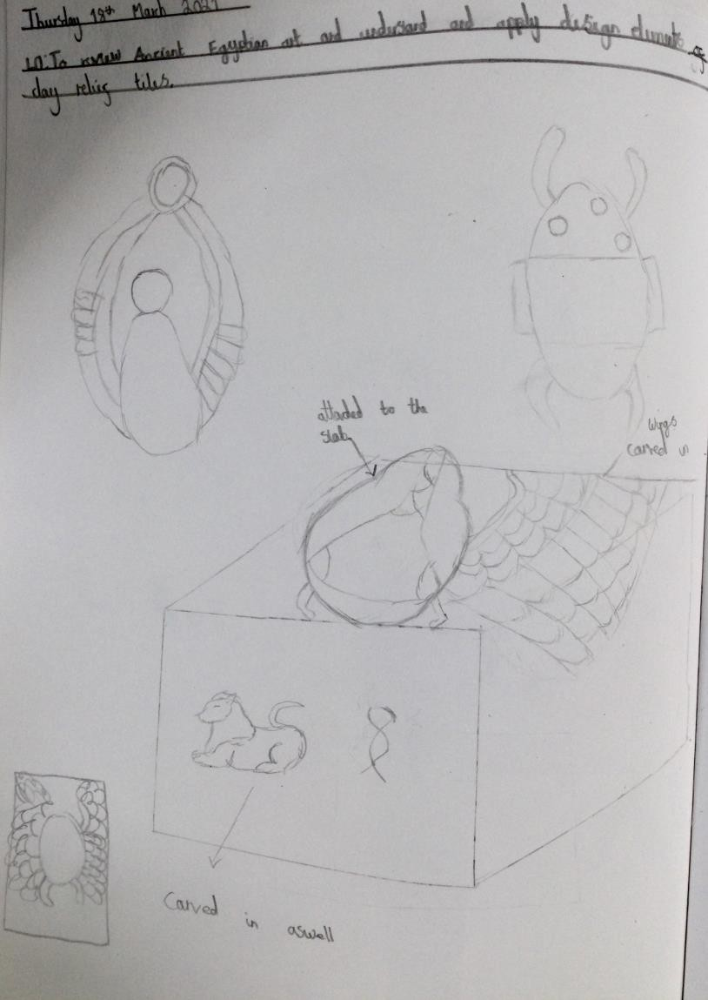 Thursday 18th March 2021
LO: To review Ancient Egyptian art and understand and apply design elements of
clay relief tiles.
attached to the
slab
wings
carved in
Carved in aswell